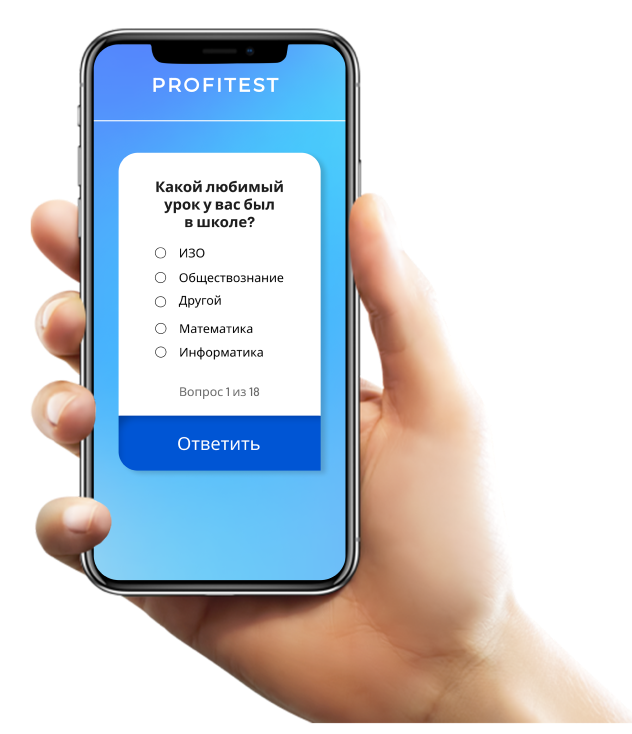 PROFITEST
Какой любимый
урок у вас был
в школе?
ИЗО
Обществознание
Другой
Математика
Информатика
Вопрос 1 из 18
Ответить